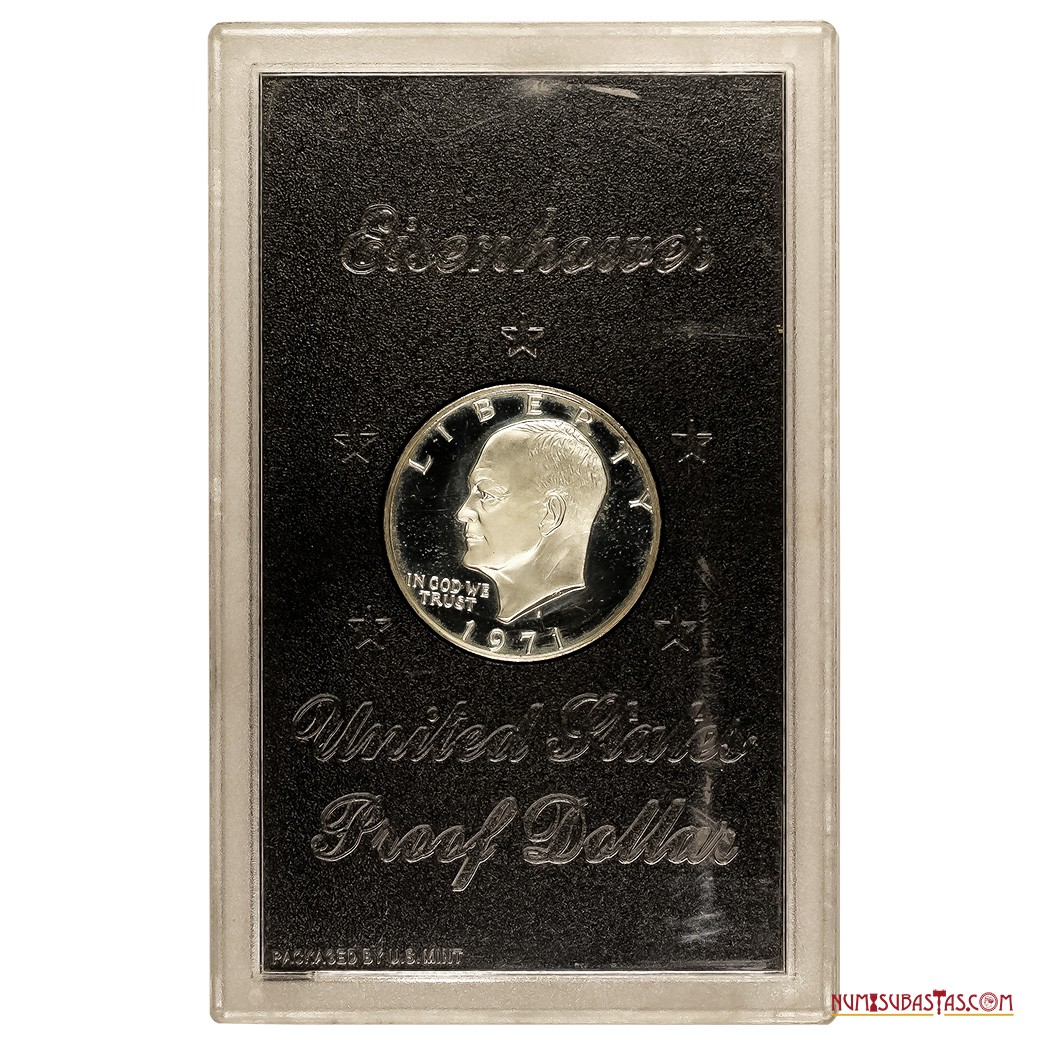 Eisenhower
LIBERTY
IN GOD WE
TRUST
1971
United States
Proof Dollar
PACKAGED BY U.S. MINT
NUMISUBASTAS.COM